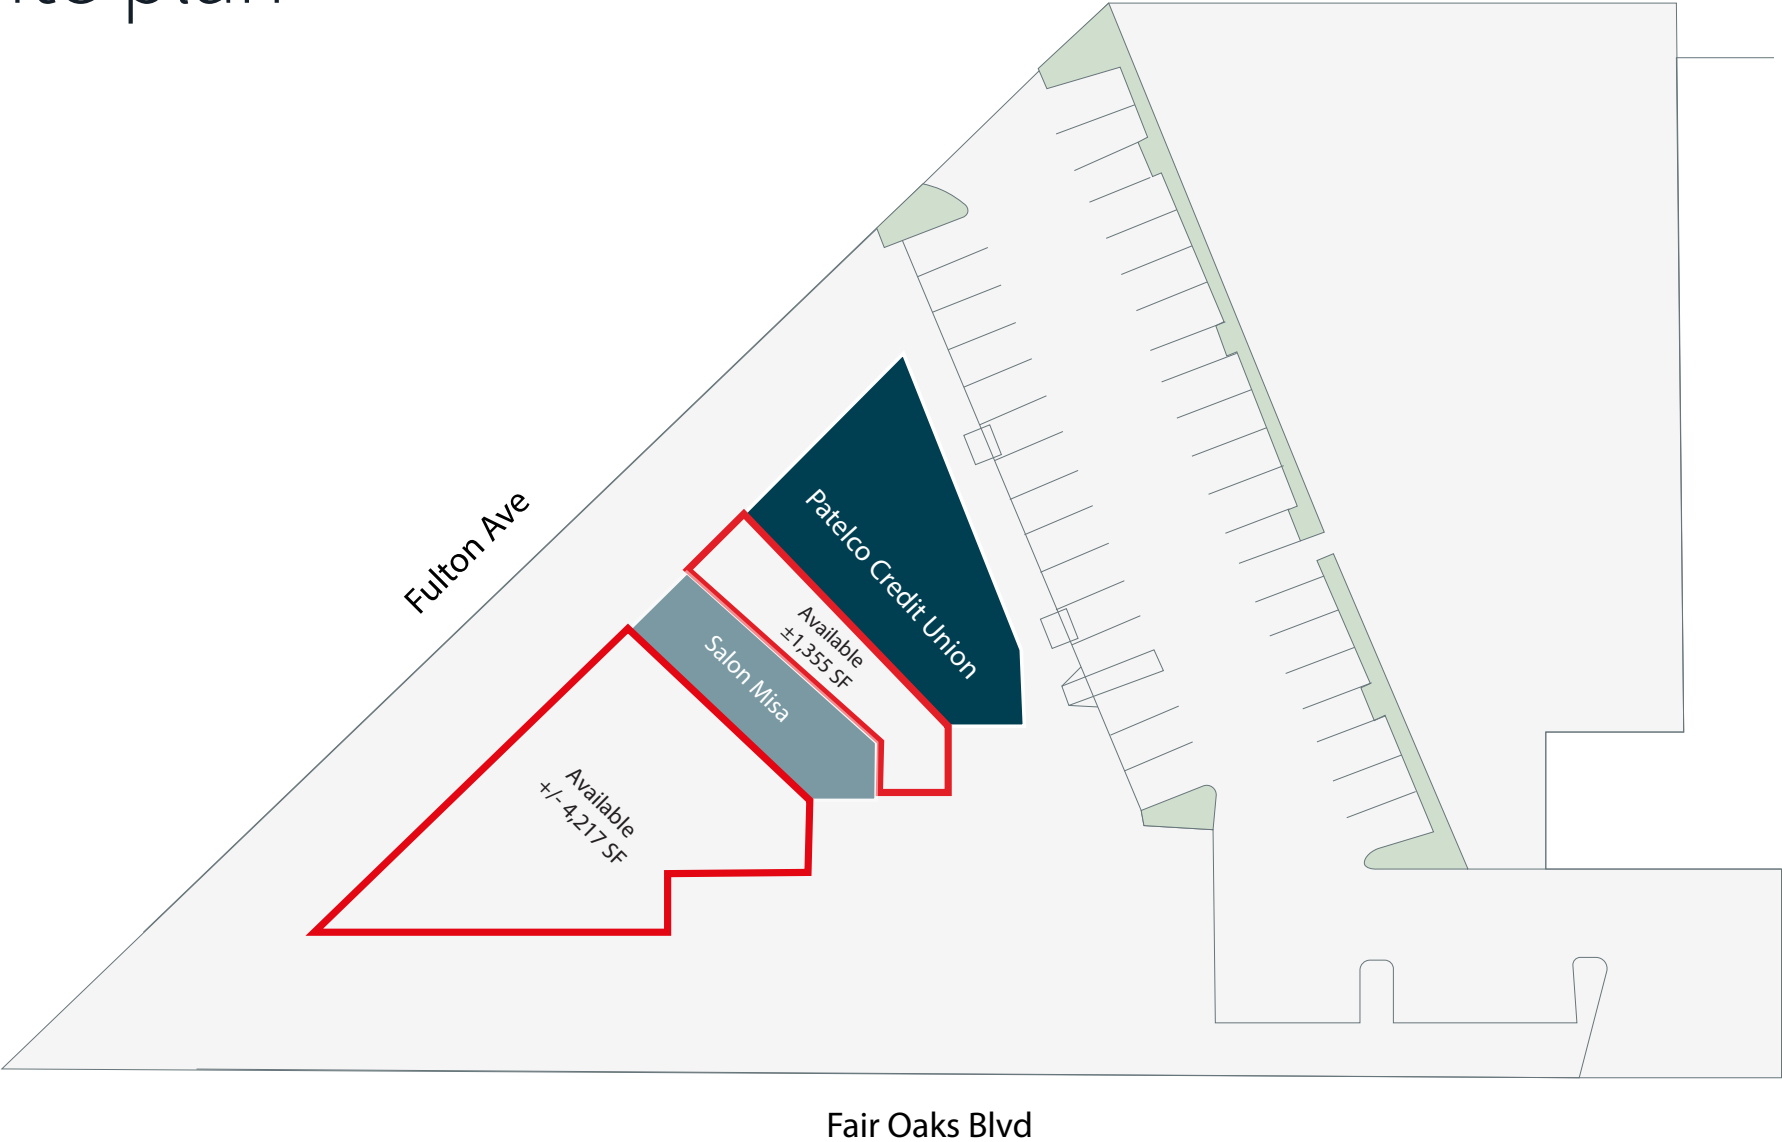 Fulton Ave
Patelco Credit Union
Available
±1,355 SF
Salon Misa
Available
+/- 4,217 SF
Fair Oaks Blvd